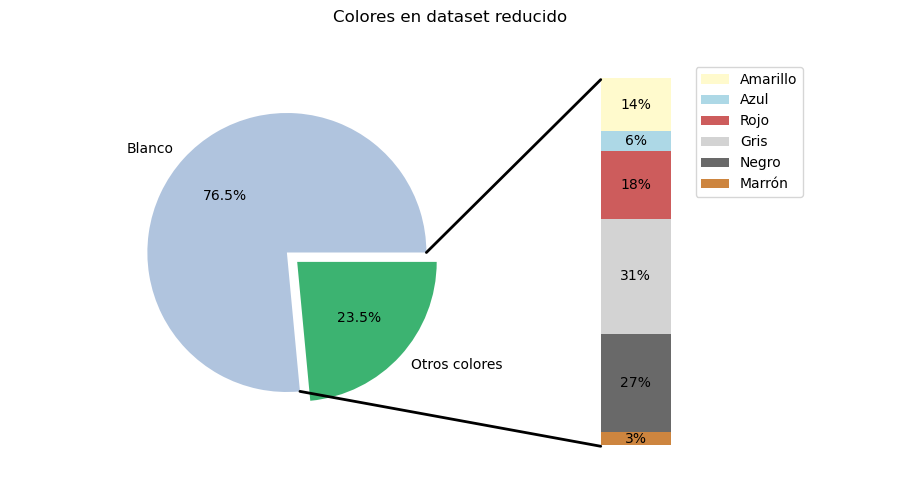 Colores en dataset reducido
Blanco
76.5%
23.5%
Otros colores
14%
6%
18%
31%
27%
3%
Amarillo
Azul
Rojo
Gris
Negro
Marrón